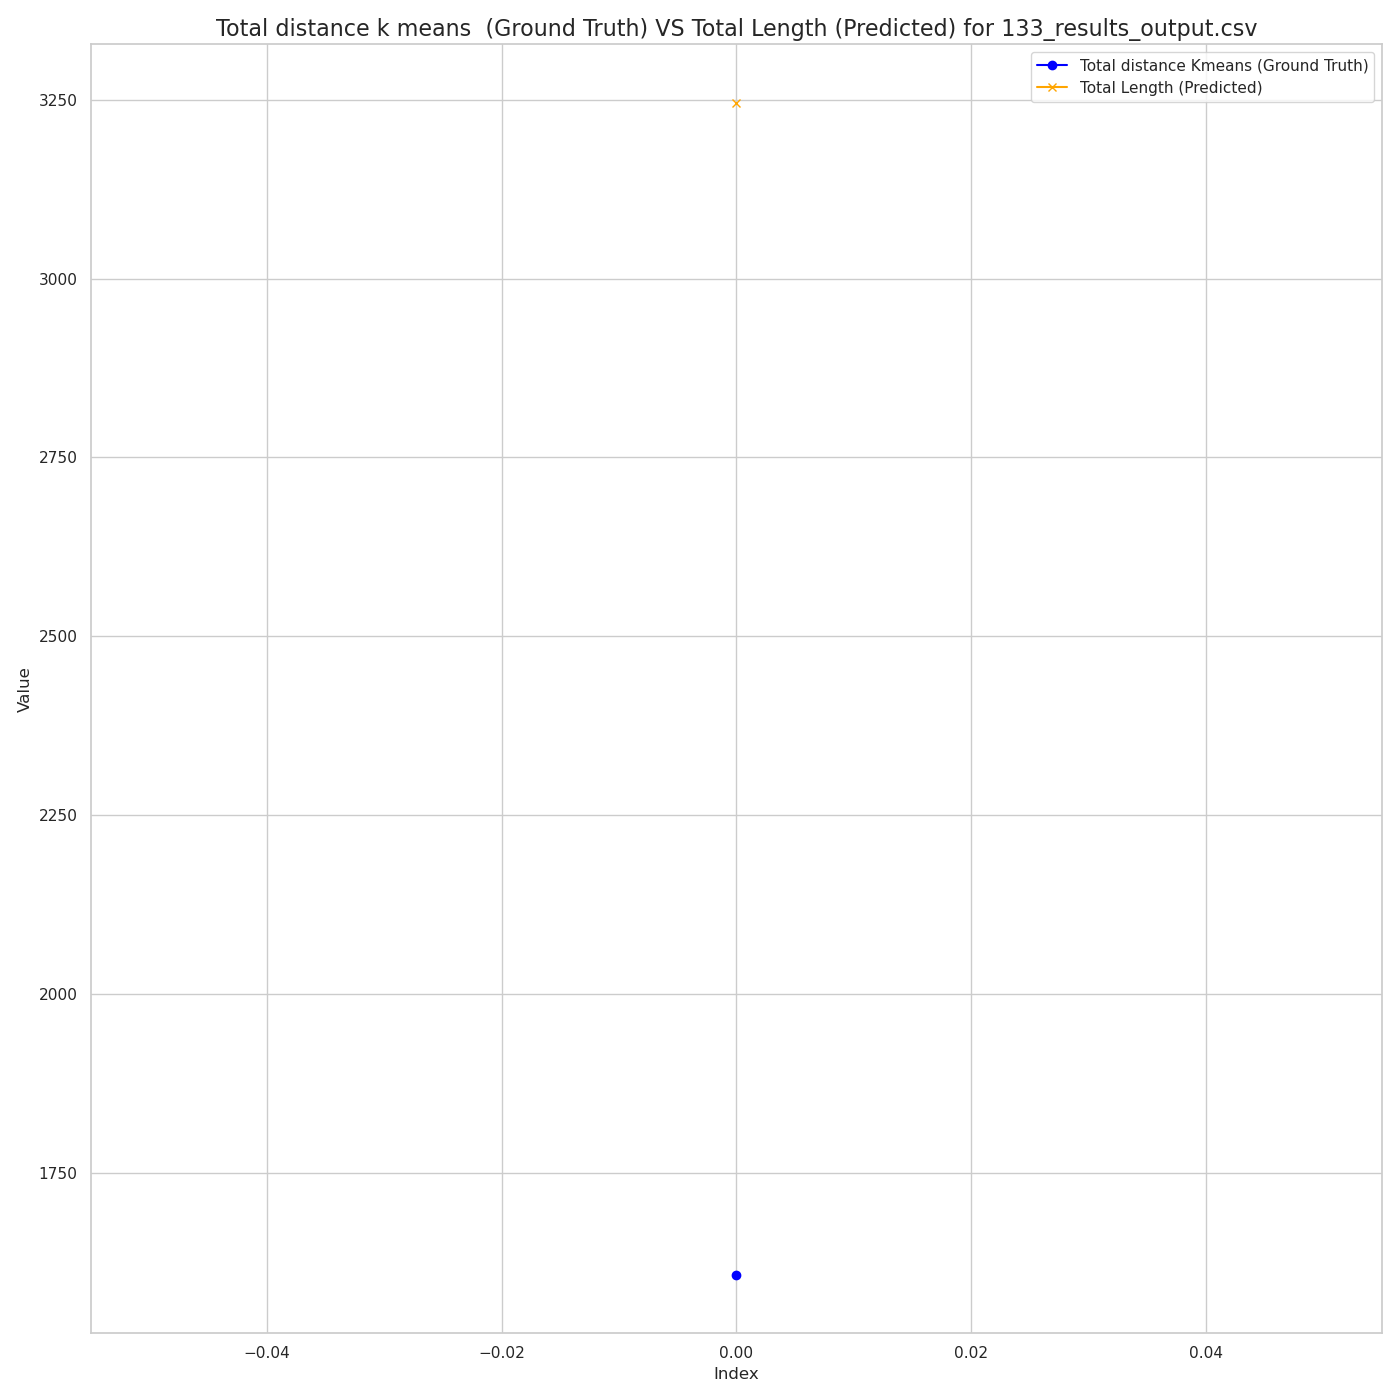 Total distance k means  (Ground Truth) VS Total Length (Predicted) for 133_results_output.csv
Total distance Kmeans (Ground Truth)
Total Length (Predicted)
3250
3000
2750
2500
2250
2000
1750
Value
−0.04 −0.02 0.00 0.02 0.04
Index